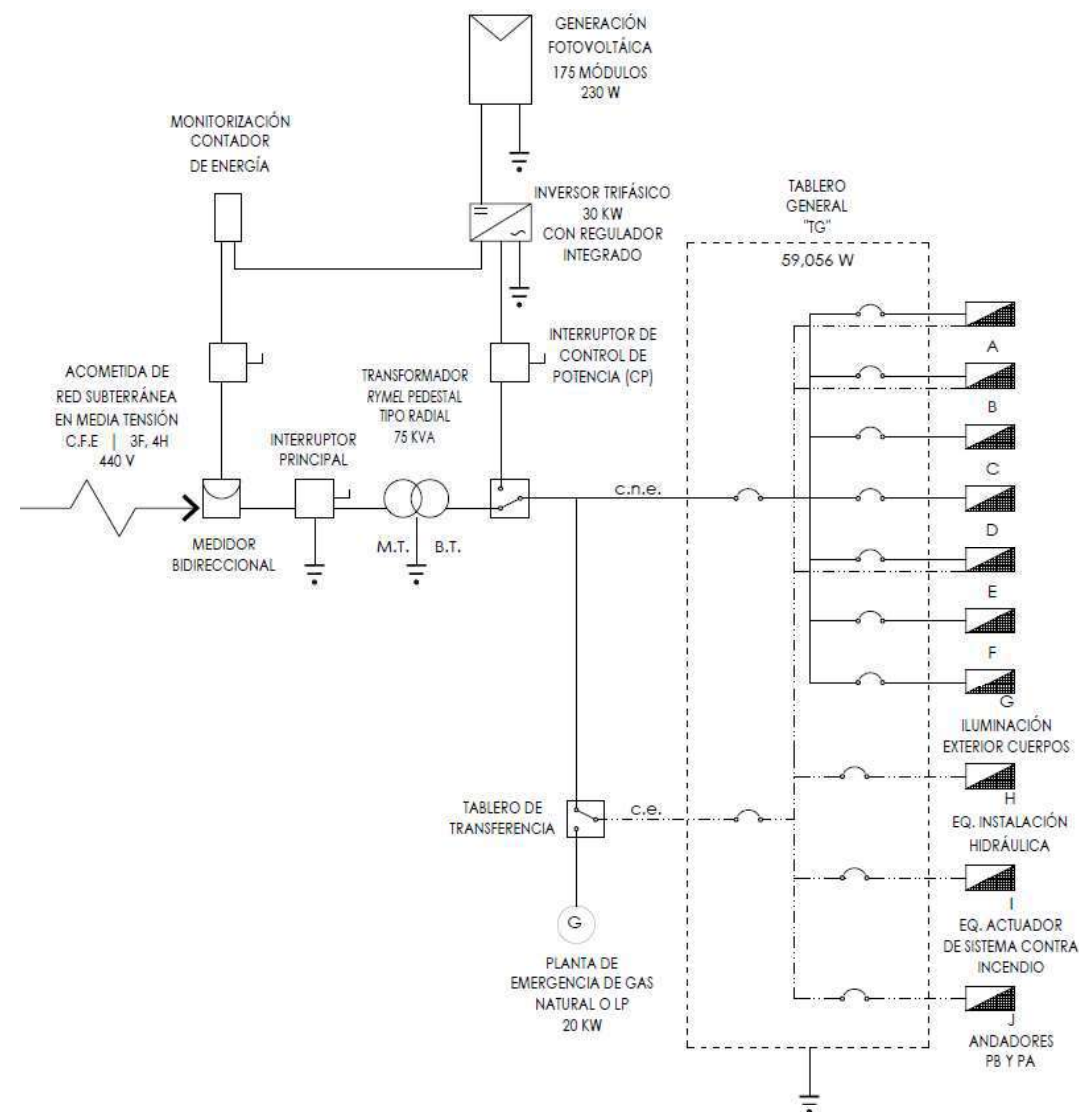 GENERACIÓN
FOTOVOLTÁICA
175 MÓDULOS
230 W
MONITORIZACIÓN
CONTADOR
DE ENERGÍA
INVERSOR TRIFÁSICO
30 KW
CON REGULADOR
INTEGRADO
TABLERO
GENERAL
"TG"
59,056 W
INTERRUPTOR DE
CONTROL DE
POTENCIA (CP)
ACOMETIDA DE
RED SUBTERRÁNEA
EN MEDIA TENSIÓN
C.F.E | 3F, 4H
440 V
TRANSFORMADOR
RYMEL PEDESTAL
TIPO RADIAL
75 KVA
INTERRUPTOR
PRINCIPAL
MEDIDOR
BIDIRECCIONAL
M.T. B.T.
c.n.e.
A
B
C
D
E
F
G
ILUMINACIÓN
EXTERIOR CUERPOS
H
EQ. INSTALACIÓN
HIDRÁULICA
I
EQ. ACTUADOR
DE SISTEMA CONTRA
INCENDIO
J
ANDADORES
PB Y PA
TABLERO DE
TRANSFERENCIA
c.e.
G
PLANTA DE
EMERGENCIA DE GAS
NATURAL O LP
20 KW